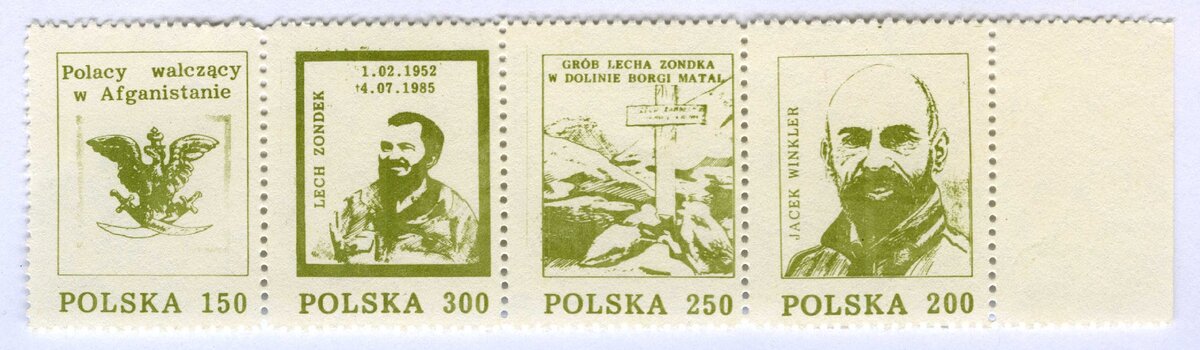 Polacy walczący
w Afganistanie
POLSKA 150
1.02.1952
†4.07.1985
LECH ZONDEK
POLSKA 300
GRÓB LECHA ZONDKA
W DOLINIE BORGI MATAL
POLSKA 250
JACEK WINKLER
POLSKA 200